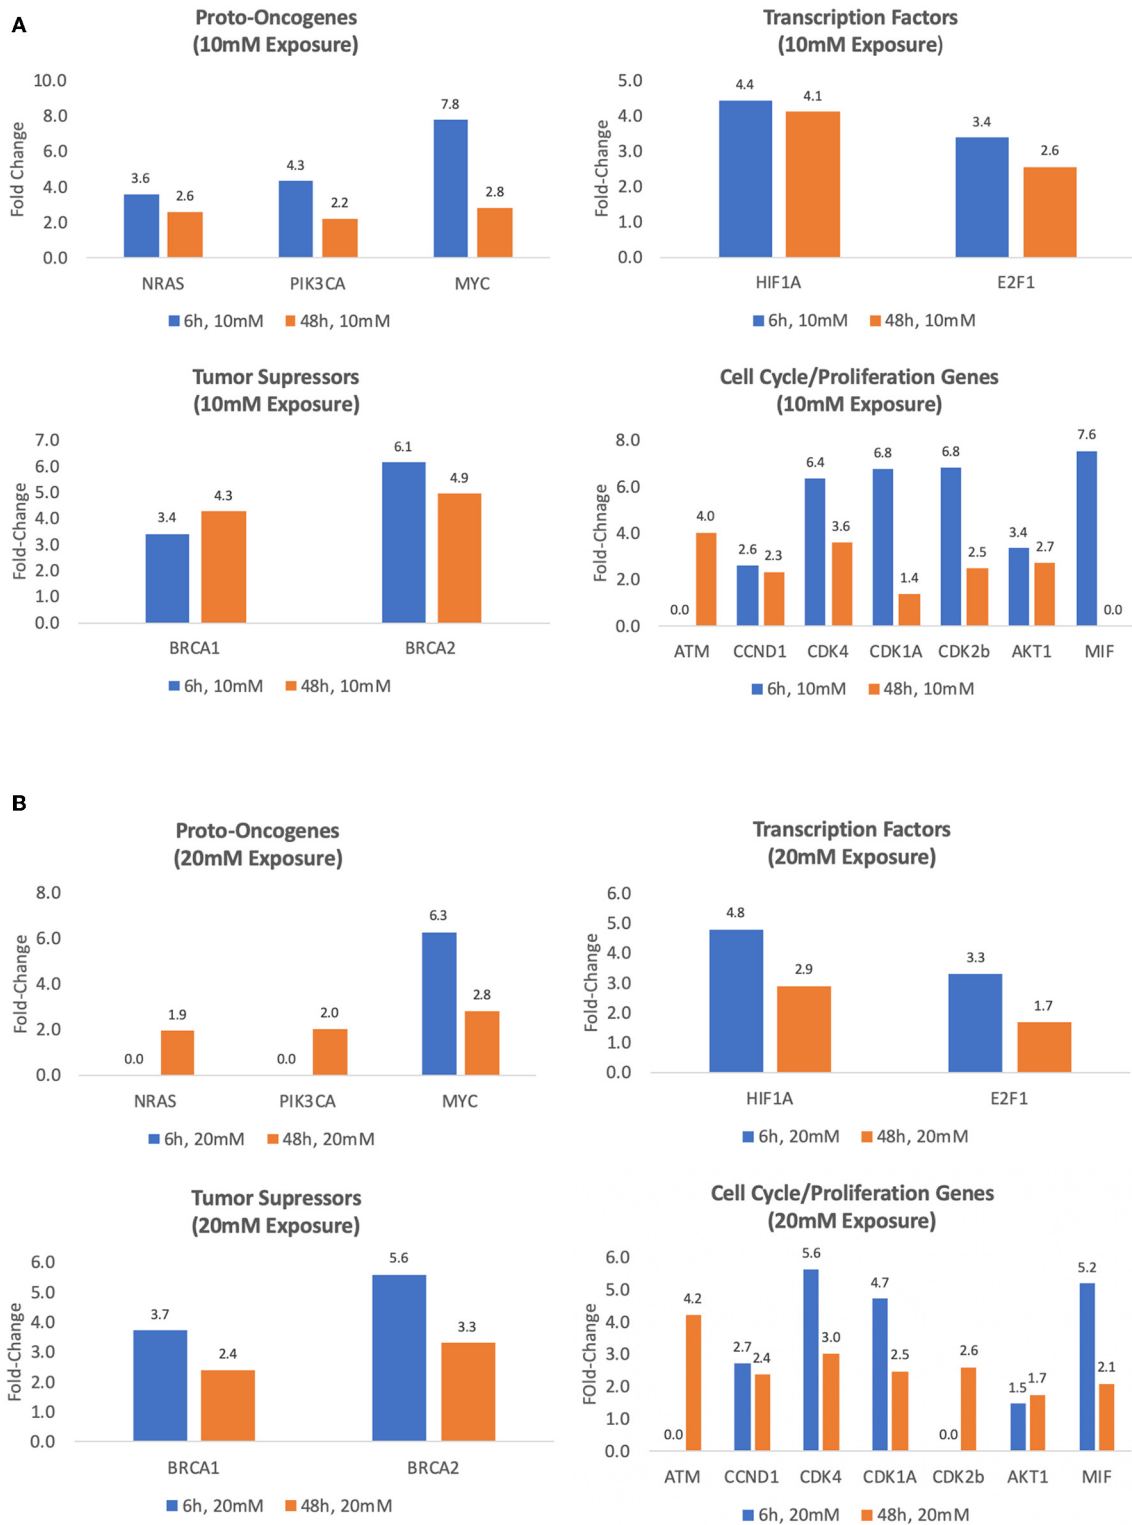 A
Proto-Oncogenes
(10mM Exposure)
Fold Change
10.0
8.0
6.0
4.0
2.0
0.0
3.6
2.6
4.3
2.2
7.8
2.8
NRAS
PIK3CA
MYC
6h, 10mM
48h, 10mM
Transcription Factors
(10mM Exposure)
Fold-Change
5.0
4.0
3.0
2.0
1.0
0.0
4.4
4.1
3.4
2.6
HIF1A
E2F1
6h, 10mM
48h, 10mM
Tumor Supressors
(10mM Exposure)
Fold-Change
7.0
6.0
5.0
4.0
3.0
2.0
1.0
0.0
3.4
4.3
6.1
4.9
BRCA1
BRCA2
6h, 10mM
48h, 10mM
Cell Cycle/Proliferation Genes
(10mM Exposure)
Fold-Chnage
8.0
6.0
4.0
2.0
0.0
0.0
4.0
2.6
2.3
6.4
3.6
6.8
1.4
6.8
2.5
3.4
2.7
7.6
0.0
ATM
CCND1
CDK4
CDK1A
CDK2b
AKT1
MIF
6h, 10mM
48h, 10mM
B
Proto-Oncogenes
(20mM Exposure)
Fold-Change
8.0
6.0
4.0
2.0
0.0
0.0
1.9
0.0
2.0
6.3
2.8
NRAS
PIK3CA
MYC
6h, 20mM
48h, 20mM
Transcription Factors
(20mM Exposure)
Fold-Change
6.0
5.0
4.0
3.0
2.0
1.0
0.0
4.8
2.9
3.3
1.7
HIF1A
E2F1
6h, 20mM
48h, 20mM
Tumor Supressors
(20mM Exposure)
Fold-Change
6.0
5.0
4.0
3.0
2.0
1.0
0.0
3.7
2.4
5.6
3.3
BRCA1
BRCA2
6h, 20mM
48h, 20mM
Cell Cycle/Proliferation Genes
(20mM Exposure)
FOld-Change
6.0
5.0
4.0
3.0
2.0
1.0
0.0
0.0
4.2
2.7
2.4
5.6
3.0
4.7
2.5
0.0
2.6
1.5
1.7
5.2
2.1
ATM
CCND1
CDK4
CDK1A
CDK2b
AKT1
MIF
6h, 20mM
48h, 20mM